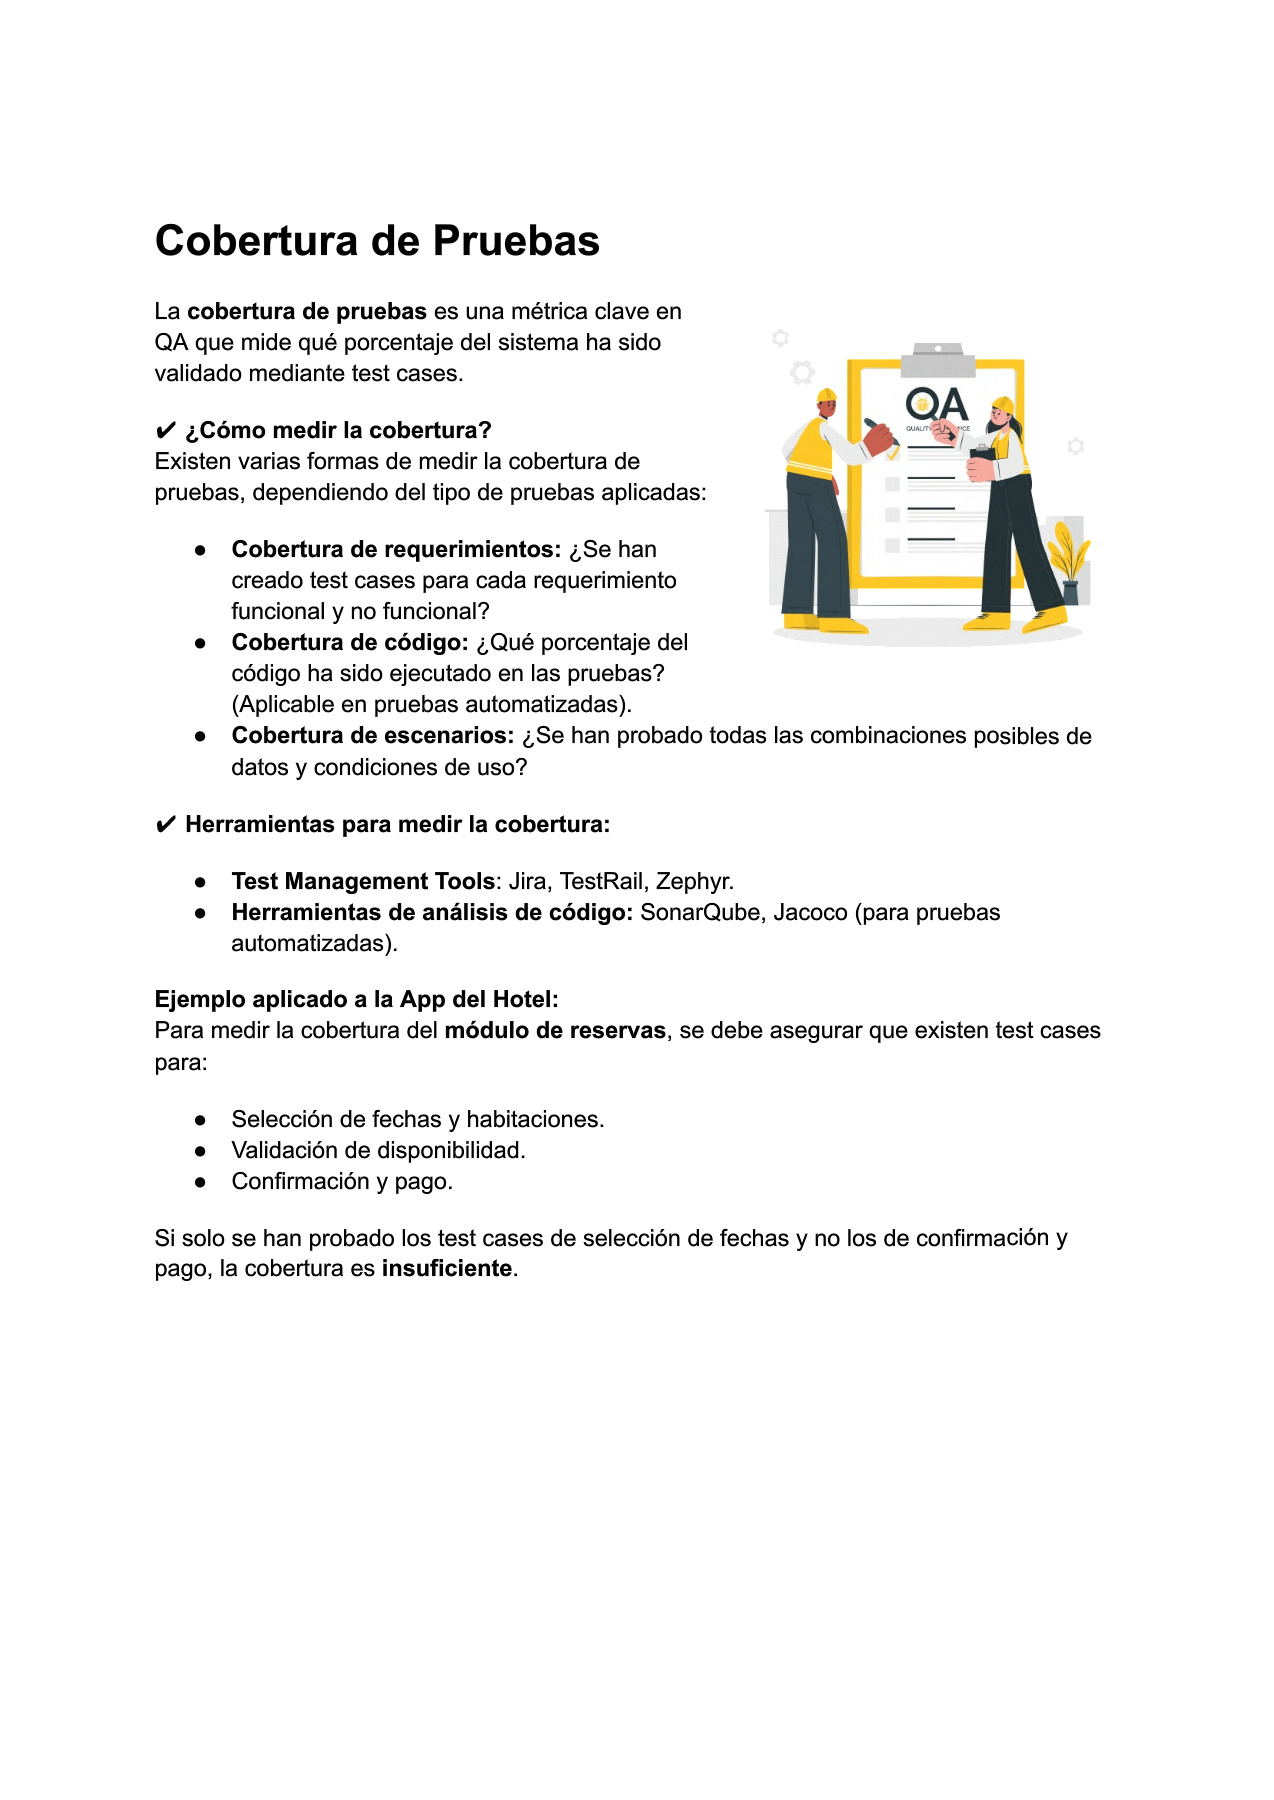 Cobertura de Pruebas
La cobertura de pruebas es una métrica clave en
QA que mide qué porcentaje del sistema ha sido
validado mediante test cases.
✔ ¿Cómo medir la cobertura?
Existen varias formas de medir la cobertura de
pruebas, dependiendo del tipo de pruebas aplicadas:
QA
● Cobertura de requerimientos: ¿Se han
creado test cases para cada requerimiento
funcional y no funcional?
● Cobertura de código: ¿Qué porcentaje del
código ha sido ejecutado en las pruebas?
(Aplicable en pruebas automatizadas).
● Cobertura de escenarios: ¿Se han probado todas las combinaciones posibles de
datos y condiciones de uso?
✔ Herramientas para medir la cobertura:
● Test Management Tools: Jira, TestRail, Zephyr.
● Herramientas de análisis de código: SonarQube, Jacoco (para pruebas
automatizadas).
Ejemplo aplicado a la App del Hotel:
Para medir la cobertura del módulo de reservas, se debe asegurar que existen test cases
para:
● Selección de fechas y habitaciones.
● Validación de disponibilidad.
● Confirmación y pago.
Si solo se han probado los test cases de selección de fechas y no los de confirmación y
pago, la cobertura es insuficiente.